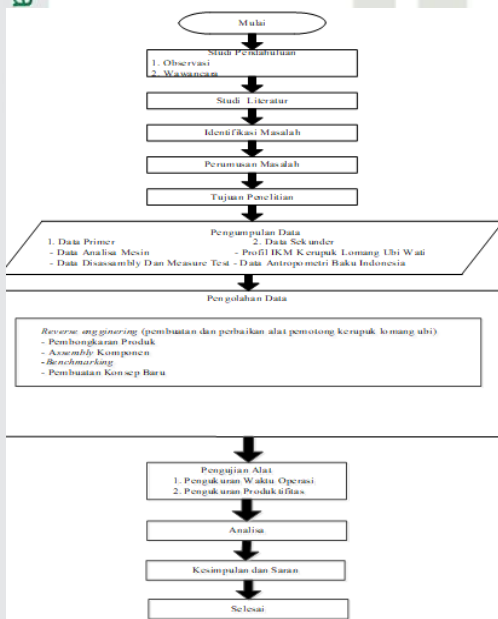 Mulai
Studi Pendahuluan
1. Observasi
2. Wawancara
Studi Literatur
Identifikasi Masalah
Perumusan Masalah
Tujuan Penelitian
Pengumpulan Data
1. Data Primer 2. Data Sekunder
- Data Analisa Mesin - Profil IKM Kerupuk Lomang Ubi Wati
- Data Disassambly Dan Measure Test - Data Antropometri Baku Indonesia
Pengolahan Data
Reverse engginering (pembuatan dan perbaikan alat pemotong kerupuk lomang ubi)
- Pembongkaran Produk
- Assembly Komponen
-Benchmarking
- Pembuatan Konsep Baru
Pengujian Alat
1. Pengukuran Waktu Operasi
2. Pengukuran Produktifitas
Analisa
Kesimpulan dan Saran
Selesai